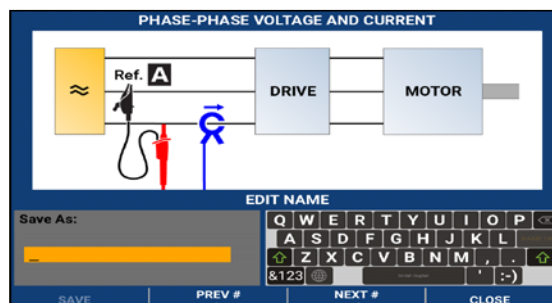 PHASE-PHASE VOLTAGE AND CURRENT
Ref. A
≈
DRIVE
MOTOR
EDIT NAME
Save As:
_
Q W E R T Y U I O P
A S D F G H J K L
Z X C V B N M , .
&123 ' :-)
SAVE PREV # NEXT # CLOSE